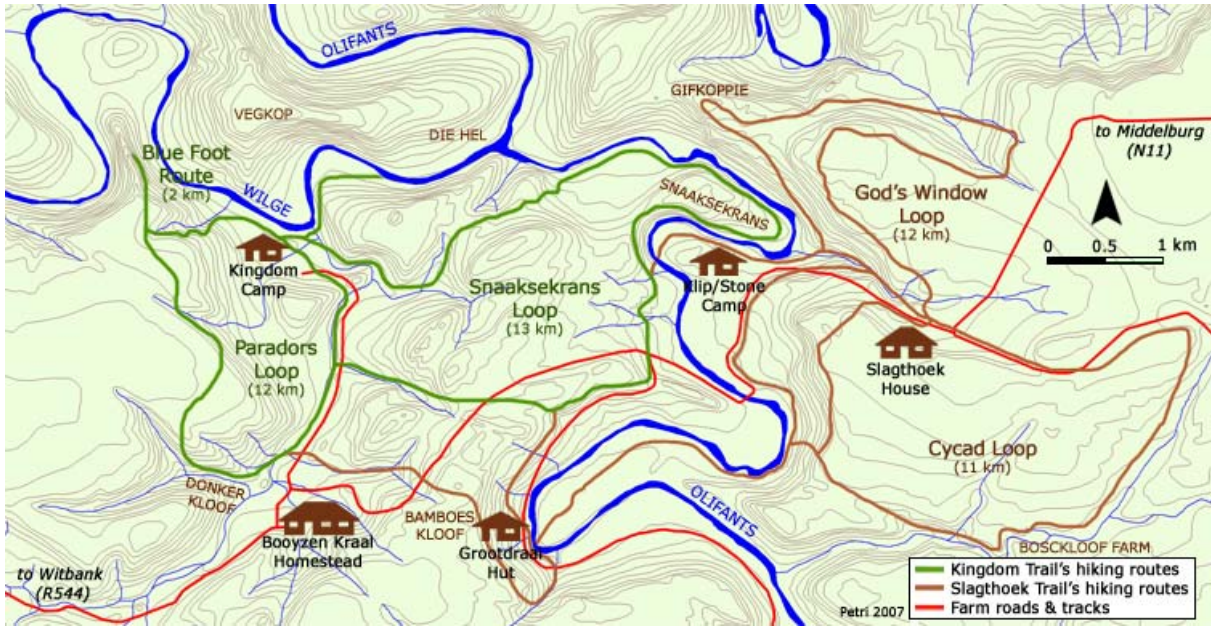 OLIFANTS
VEGKOP
DIE HEL
GIFKOPPIE
to Middelburg
(N11)
Blue Foot
Route
(2 km)
WILGE
SNAAKSEKRANS
God's Window
Loop
(12 km)
0 0.5 1 km
Kingdom
Camp
Snaaksekrans
Loop
(13 km)
Klip/Stone
Camp
Paradors
Loop
(12 km)
Slagthoek
House
Cycad Loop
(11 km)
DONKER
KLOOF
OLIFANTS
BAMBOES
KLOOF
Booyzen Kraal
Homestead
Grootdraai
Hut
BOSCKLOOF FARM
to Witbank
(R544)
Kingdom Trail's hiking routes
Slagthoek Trail's hiking routes
Farm roads & tracks
Petri 2007